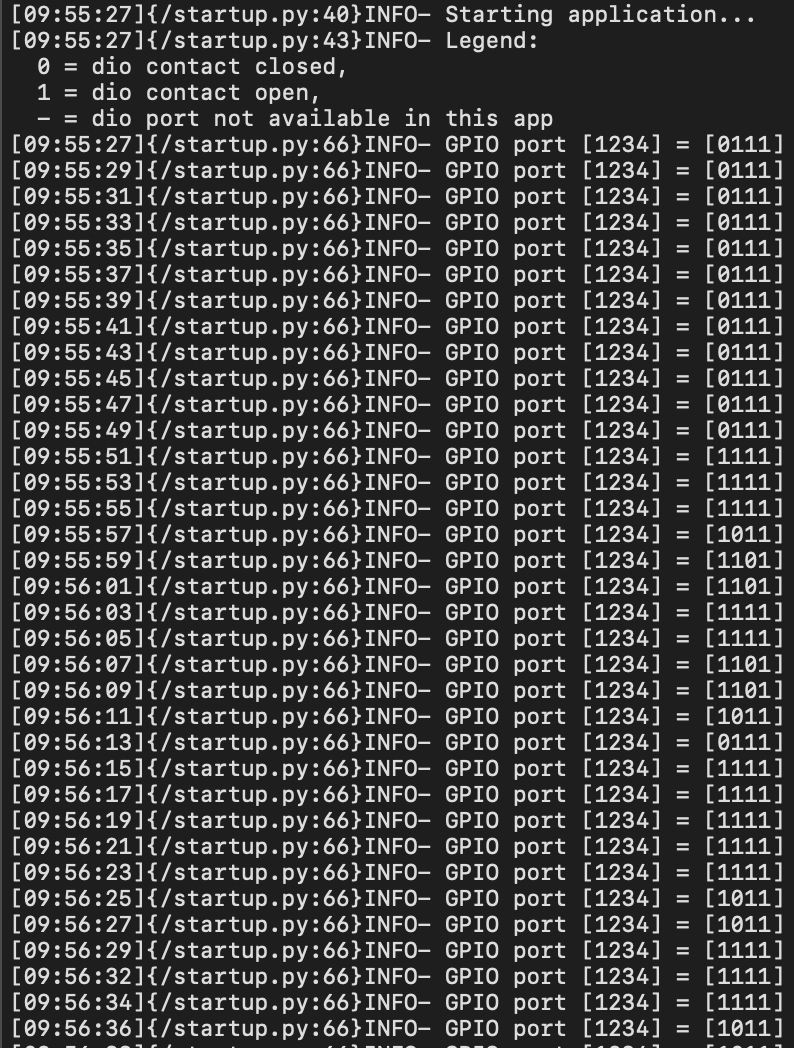 [09:55:27]{/startup.py:40}INFO- Starting application...
[09:55:27]{/startup.py:43}INFO- Legend:
  0 = dio contact closed,
  1 = dio contact open,
  - = dio port not available in this app
[09:55:27]{/startup.py:66}INFO- GPIO port [1234] = [0111]
[09:55:29]{/startup.py:66}INFO- GPIO port [1234] = [0111]
[09:55:31]{/startup.py:66}INFO- GPIO port [1234] = [0111]
[09:55:33]{/startup.py:66}INFO- GPIO port [1234] = [0111]
[09:55:35]{/startup.py:66}INFO- GPIO port [1234] = [0111]
[09:55:37]{/startup.py:66}INFO- GPIO port [1234] = [0111]
[09:55:39]{/startup.py:66}INFO- GPIO port [1234] = [0111]
[09:55:41]{/startup.py:66}INFO- GPIO port [1234] = [0111]
[09:55:43]{/startup.py:66}INFO- GPIO port [1234] = [0111]
[09:55:45]{/startup.py:66}INFO- GPIO port [1234] = [0111]
[09:55:47]{/startup.py:66}INFO- GPIO port [1234] = [0111]
[09:55:49]{/startup.py:66}INFO- GPIO port [1234] = [0111]
[09:55:51]{/startup.py:66}INFO- GPIO port [1234] = [1111]
[09:55:53]{/startup.py:66}INFO- GPIO port [1234] = [1111]
[09:55:55]{/startup.py:66}INFO- GPIO port [1234] = [1111]
[09:55:57]{/startup.py:66}INFO- GPIO port [1234] = [1011]
[09:55:59]{/startup.py:66}INFO- GPIO port [1234] = [1101]
[09:56:01]{/startup.py:66}INFO- GPIO port [1234] = [1101]
[09:56:03]{/startup.py:66}INFO- GPIO port [1234] = [1111]
[09:56:05]{/startup.py:66}INFO- GPIO port [1234] = [1111]
[09:56:07]{/startup.py:66}INFO- GPIO port [1234] = [1101]
[09:56:09]{/startup.py:66}INFO- GPIO port [1234] = [1101]
[09:56:11]{/startup.py:66}INFO- GPIO port [1234] = [1011]
[09:56:13]{/startup.py:66}INFO- GPIO port [1234] = [0111]
[09:56:15]{/startup.py:66}INFO- GPIO port [1234] = [1111]
[09:56:17]{/startup.py:66}INFO- GPIO port [1234] = [1111]
[09:56:19]{/startup.py:66}INFO- GPIO port [1234] = [1111]
[09:56:21]{/startup.py:66}INFO- GPIO port [1234] = [1111]
[09:56:23]{/startup.py:66}INFO- GPIO port [1234] = [1111]
[09:56:25]{/startup.py:66}INFO- GPIO port [1234] = [1011]
[09:56:27]{/startup.py:66}INFO- GPIO port [1234] = [1011]
[09:56:29]{/startup.py:66}INFO- GPIO port [1234] = [1111]
[09:56:32]{/startup.py:66}INFO- GPIO port [1234] = [1111]
[09:56:34]{/startup.py:66}INFO- GPIO port [1234] = [1111]
[09:56:36]{/startup.py:66}INFO- GPIO port [1234] = [1011]